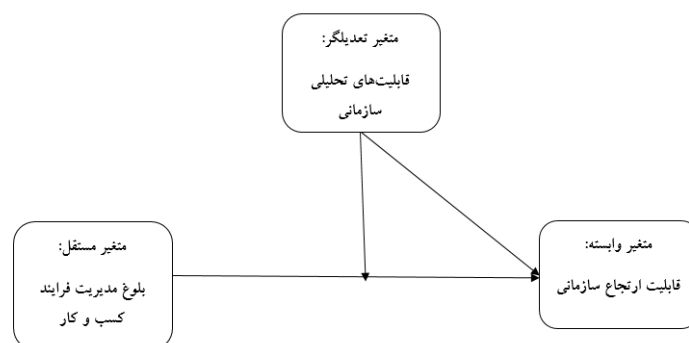 متغیر تعدیلگر:
قابلیت‌های تحلیلی
سازمانی
متغیر وابسته:
قابلیت ارتجاع سازمانی
متغیر مستقل:
بلوغ مدیریت فرایند
کسب و کار